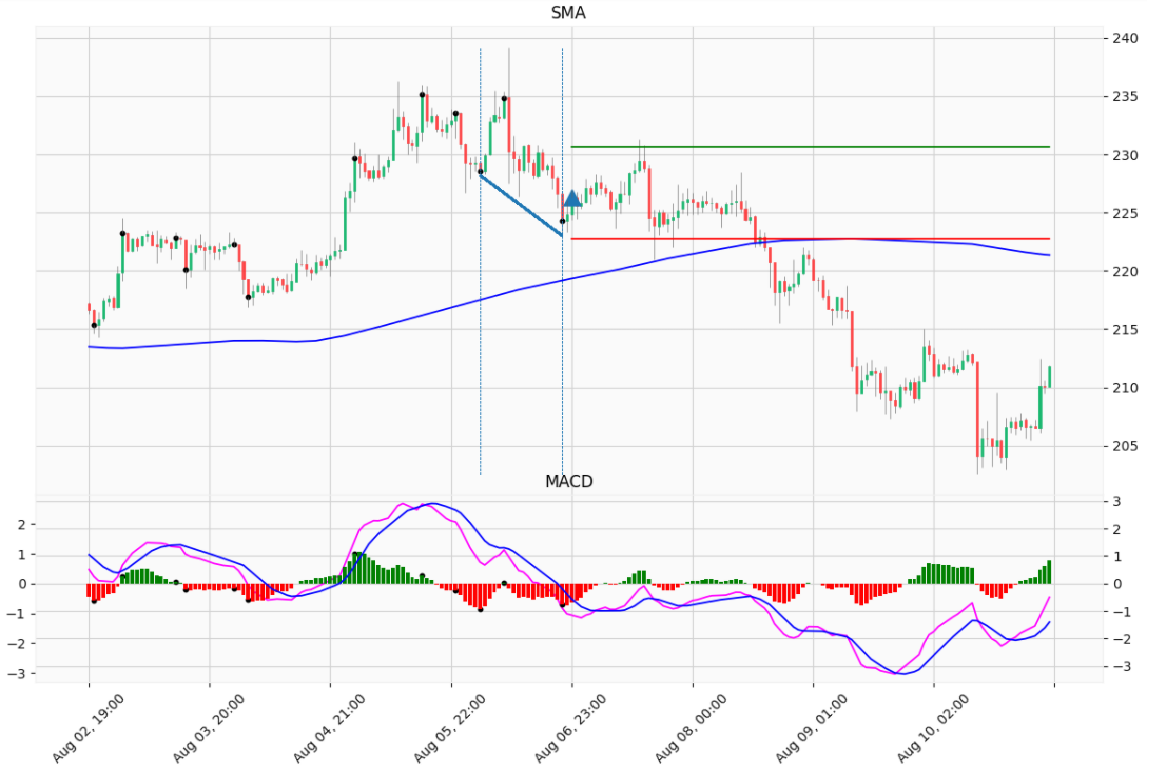 SMA
240
235
230
225
220
215
210
205
MACD
2
1
0
−1
−2
−3
3
2
1
0
−1
−2
−3
Aug 02, 19:00
Aug 03, 20:00
Aug 04, 21:00
Aug 05, 22:00
Aug 06, 23:00
Aug 08, 00:00
Aug 09, 01:00
Aug 10, 02:00